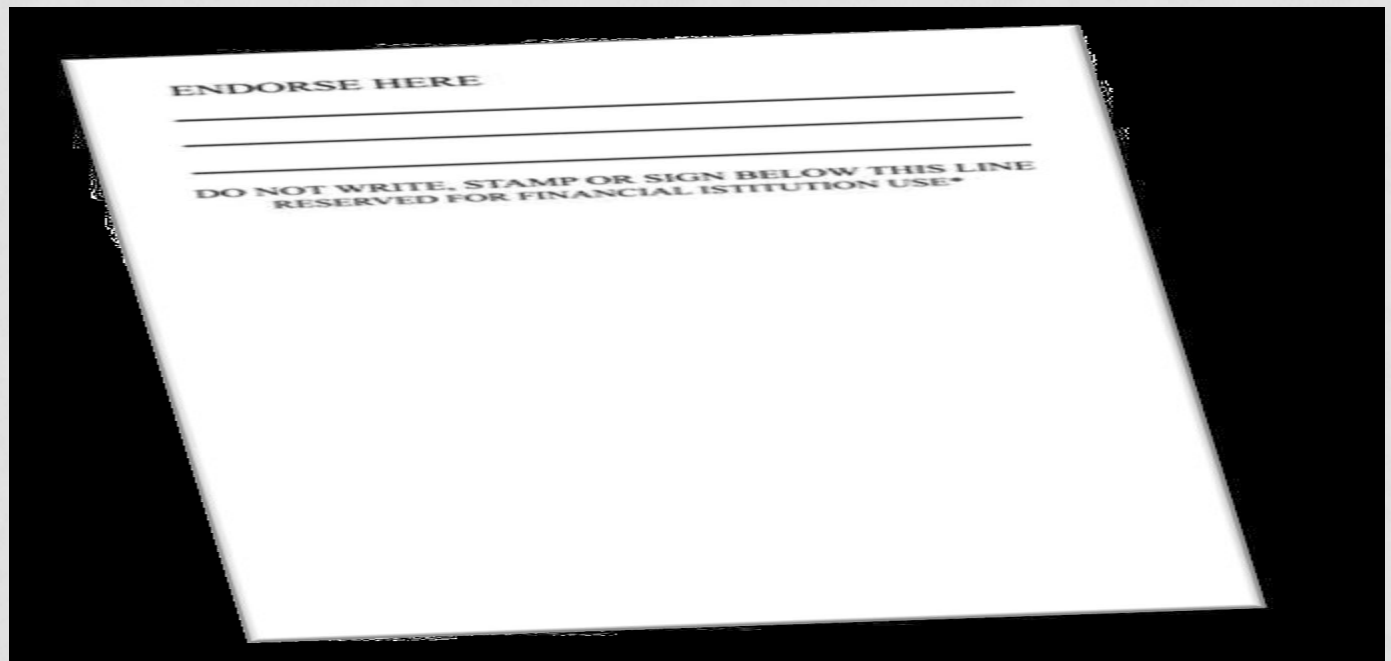 ENDORSE HERE
DO NOT WRITE, STAMP OR SIGN BELOW THIS LINE
RESERVED FOR FINANCIAL ISTITUTION USE*